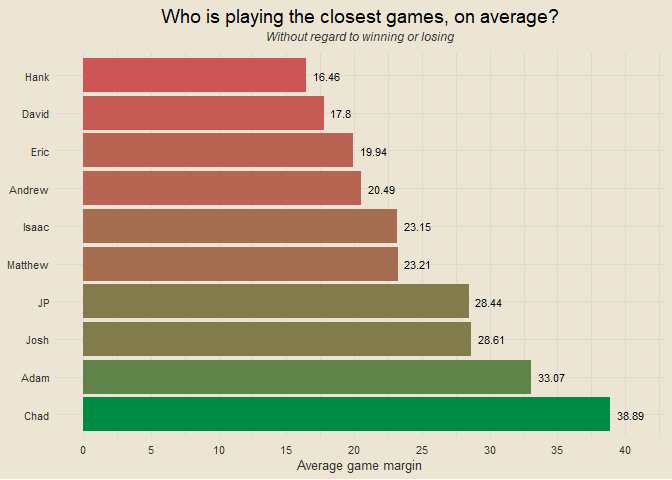 Who is playing the closest games, on average?
Without regard to winning or losing
Hank 16.46
David 17.8
Eric 19.94
Andrew 20.49
Isaac 23.15
Matthew 23.21
JP 28.44
Josh 28.61
Adam 33.07
Chad 38.89
0 5 10 15 20 25 30 35 40
Average game margin